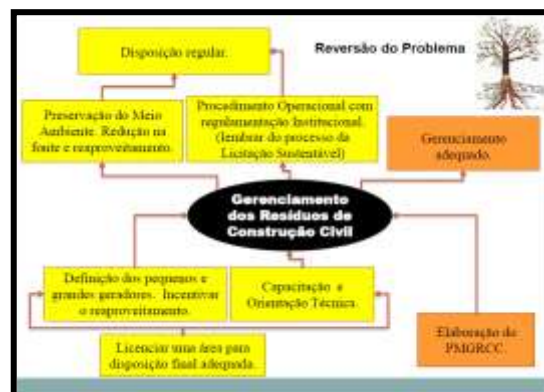 Reversão do Problema
Disposição regular.
Preservação do Meio
Ambiente. Redução na
fonte e reaproveitamento.
Procedimento Operacional com
regulamentação Institucional.
(lembrar do processo da
Licitação Sustentável)
Gerenciamento
adequado.
Gerenciamento
dos Resíduos de
Construção Civil
Definição dos pequenos e
grandes geradores. Incentivar
o reaproveitamento.
Capacitação e
Orientação Técnica.
Elaboração do
PMGRCC.
Licenciar uma área para
disposição final adequada.